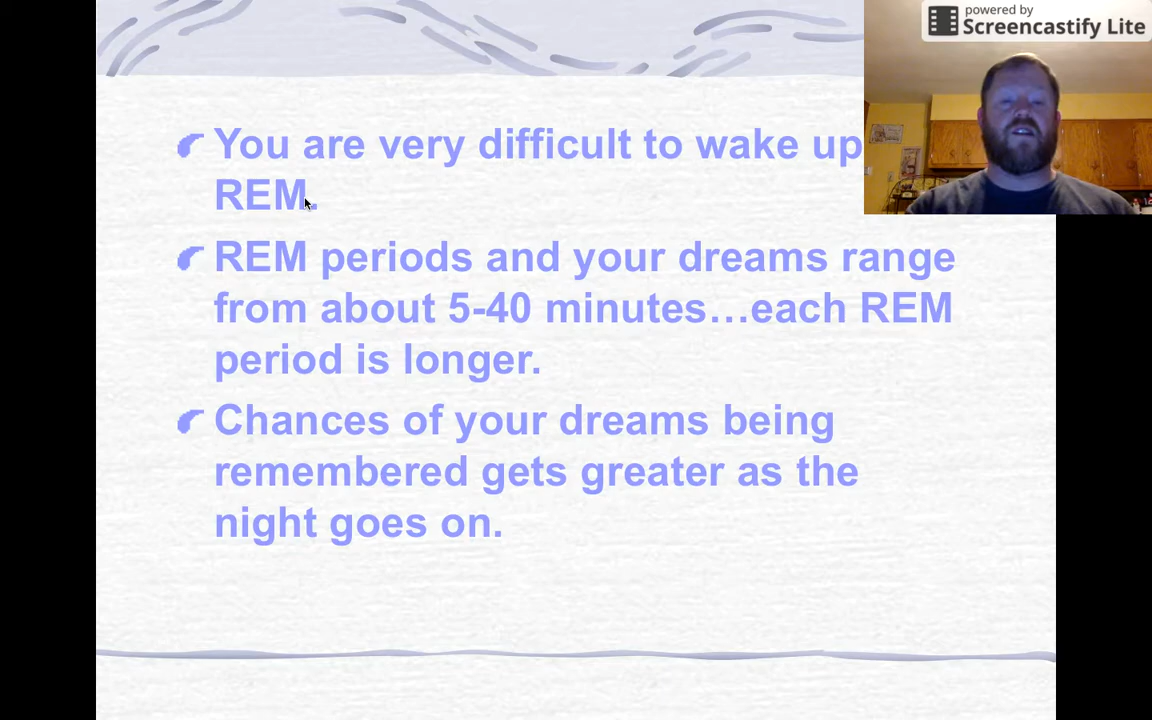 powered by
Screencastify Lite
You are very difficult to wake up
REM.
REM periods and your dreams range
from about 5-40 minutes…each REM
period is longer.
Chances of your dreams being
remembered gets greater as the
night goes on.